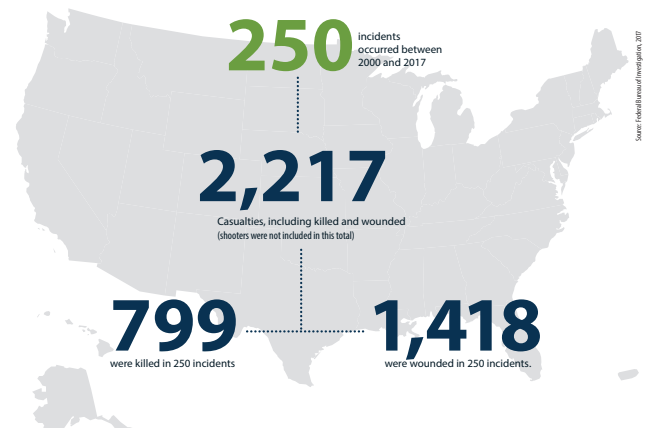 250
incidents
occurred between
2000 and 2017
2,217
Casualties, including killed and wounded
(shooters were not included in this total)
799
were killed in 250 incidents
1,418
were wounded in 250 incidents.
Source: Federal Bureau of Investigation, 2017